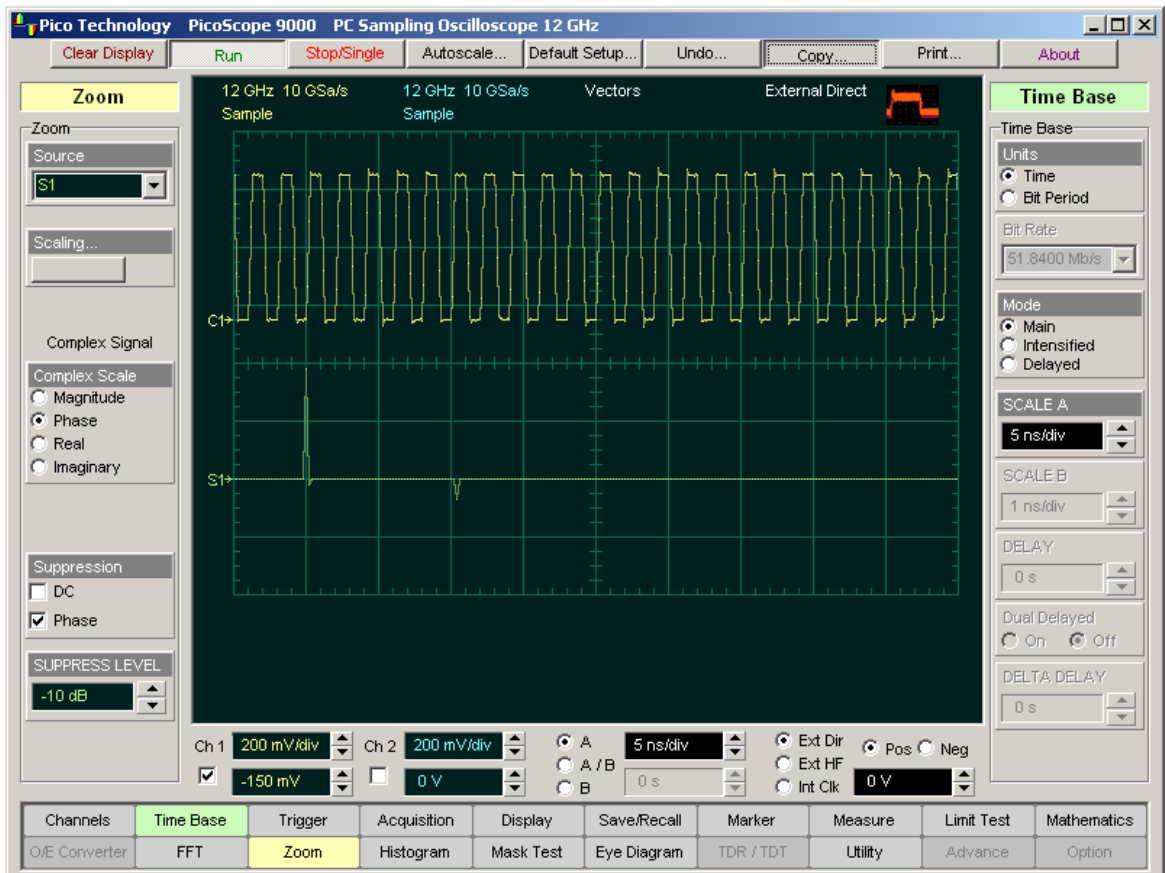 Pico Technology PicoScope 9000 PC Sampling Oscilloscope 12 GHz
Clear Display Run Stop/Single Autoscale... Default Setup... Undo... Copy... Print... About
Zoom
Zoom
Source
S1
Scaling...
Complex Signal
Complex Scale
Magnitude
Phase
Real
Imaginary
Suppression
DC
Phase
SUPPRESS LEVEL
-10 dB
12 GHz 10 GSa/s 12 GHz 10 GSa/s Vectors External Direct
Sample Sample
C1
S1
Time Base
Time Base
Units
Time
Bit Period
Bit Rate
51.8400 Mb/s
Mode
Main
Intensified
Delayed
SCALE A
5 ns/div
SCALE B
1 ns/div
DELAY
0 s
Dual Delayed
On Off
DELTA DELAY
0 s
Ch 1 200 mV/div Ch 2 200 mV/div A 5 ns/div Ext Dir Pos Neg
A / B Ext HF
-150 mV 0 V B 0 s Int Clk 0 V
Channels Time Base Trigger Acquisition Display Save/Recall Marker Measure Limit Test Mathematics
O/E Converter FFT Zoom Histogram Mask Test Eye Diagram TDR / TDT Utility Advance Option